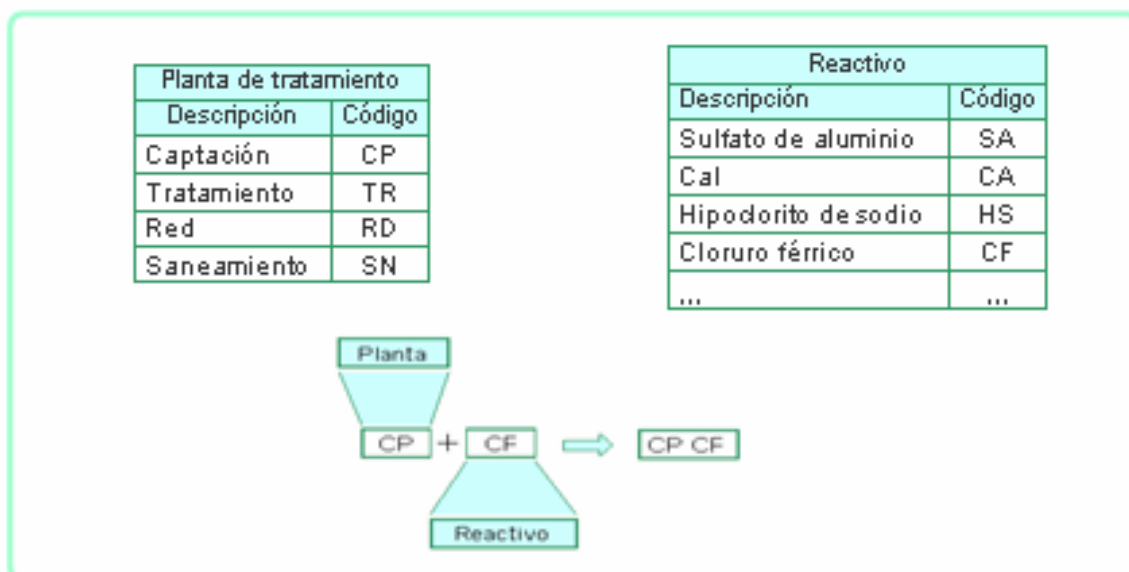 Planta de tratamiento
Descripción Código
Captación CP
Tratamiento TR
Red RD
Saneamiento SN
Reactivo
Descripción Código
Sulfato de aluminio SA
Cal CA
Hipoclorito de sodio HS
Cloruro férrico CF
... ...
Planta
CP + CF CP CF
Reactivo